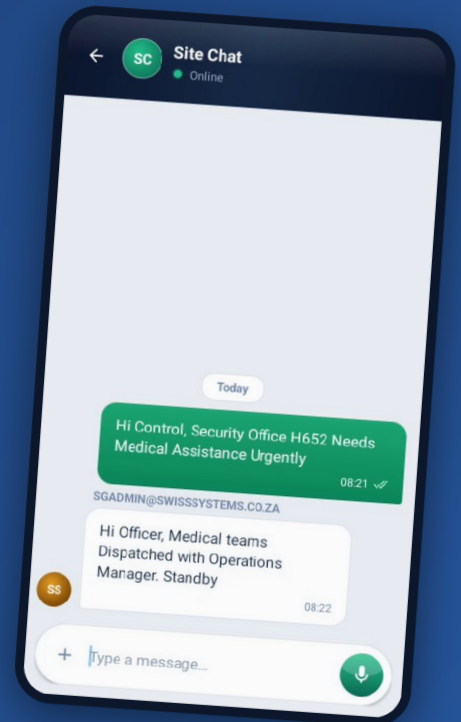 SC
Site Chat
Online
Today
Hi Control, Security Office H652 Needs
Medical Assistance Urgently
08:21
SGADMIN@SWISSSYSTEMS.CO.ZA
Hi Officer, Medical teams
Dispatched with Operations
Manager. Standby
08:22
SS
Type a message...